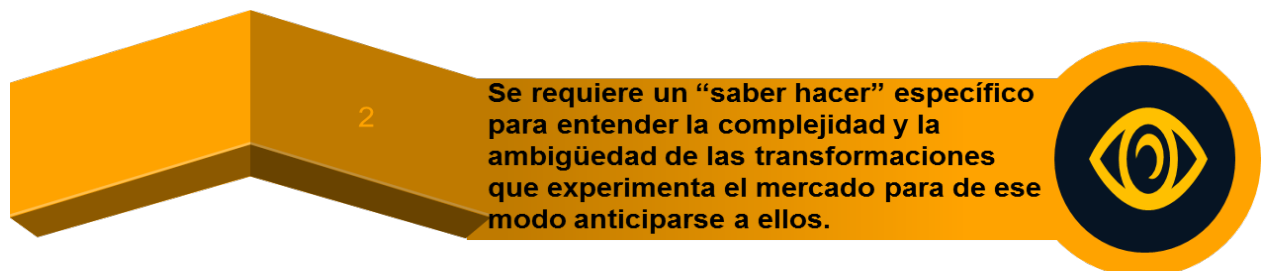 2
Se requiere un “saber hacer” específico
para entender la complejidad y la
ambigüedad de las transformaciones
que experimenta el mercado para de ese
modo anticiparse a ellos.